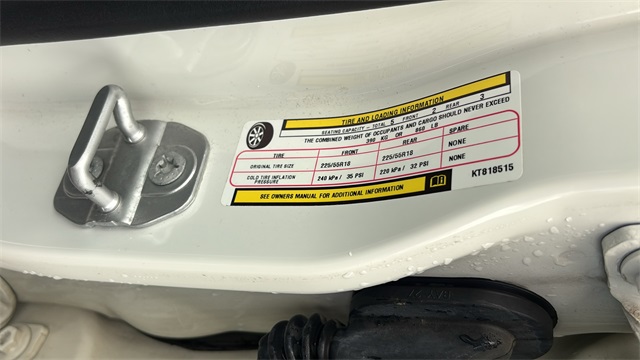 TIRE AND LOADING INFORMATION
SEATING CAPACITY - TOTAL 5 FRONT 2 REAR 3
THE COMBINED WEIGHT OF OCCUPANTS AND CARGO SHOULD NEVER EXCEED
390 KG OR 860 LB
TIRE FRONT REAR SPARE
ORIGINAL TIRE SIZE 225/55R18 225/55R18 NONE
COLD TIRE INFLATION PRESSURE 240 kPa / 35 PSI 220 kPa / 32 PSI NONE
SEE OWNERS MANUAL FOR ADDITIONAL INFORMATION
KT818515